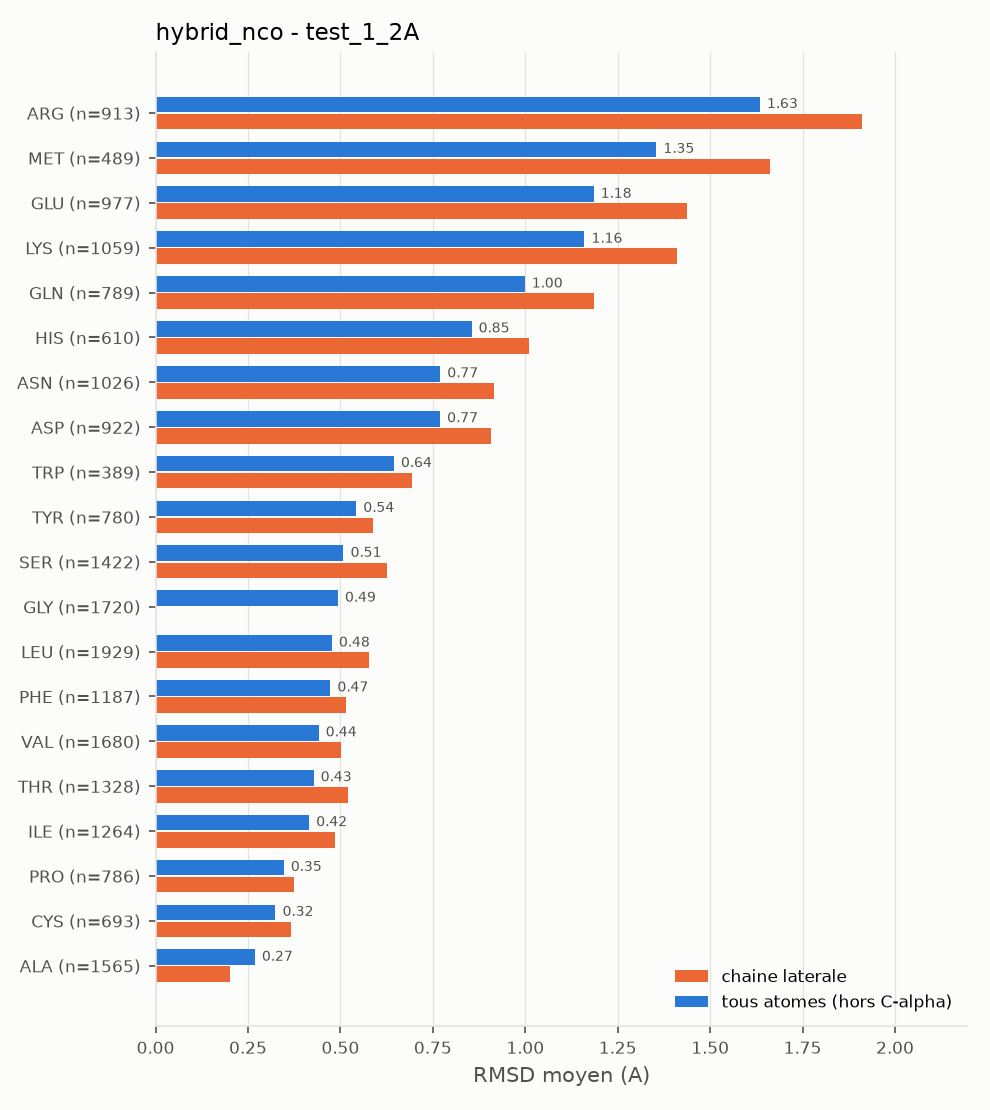 hybrid_nco - test_1_2A
ARG (n=913)
1.63
MET (n=489)
1.35
GLU (n=977)
1.18
LYS (n=1059)
1.16
GLN (n=789)
1.00
HIS (n=610)
0.85
ASN (n=1026)
0.77
ASP (n=922)
0.77
TRP (n=389)
0.64
TYR (n=780)
0.54
SER (n=1422)
0.51
GLY (n=1720)
0.49
LEU (n=1929)
0.48
PHE (n=1187)
0.47
VAL (n=1680)
0.44
THR (n=1328)
0.43
ILE (n=1264)
0.42
PRO (n=786)
0.35
CYS (n=693)
0.32
ALA (n=1565)
0.27
chaine laterale
tous atomes (hors C-alpha)
0.00 0.25 0.50 0.75 1.00 1.25 1.50 1.75 2.00
RMSD moyen (A)